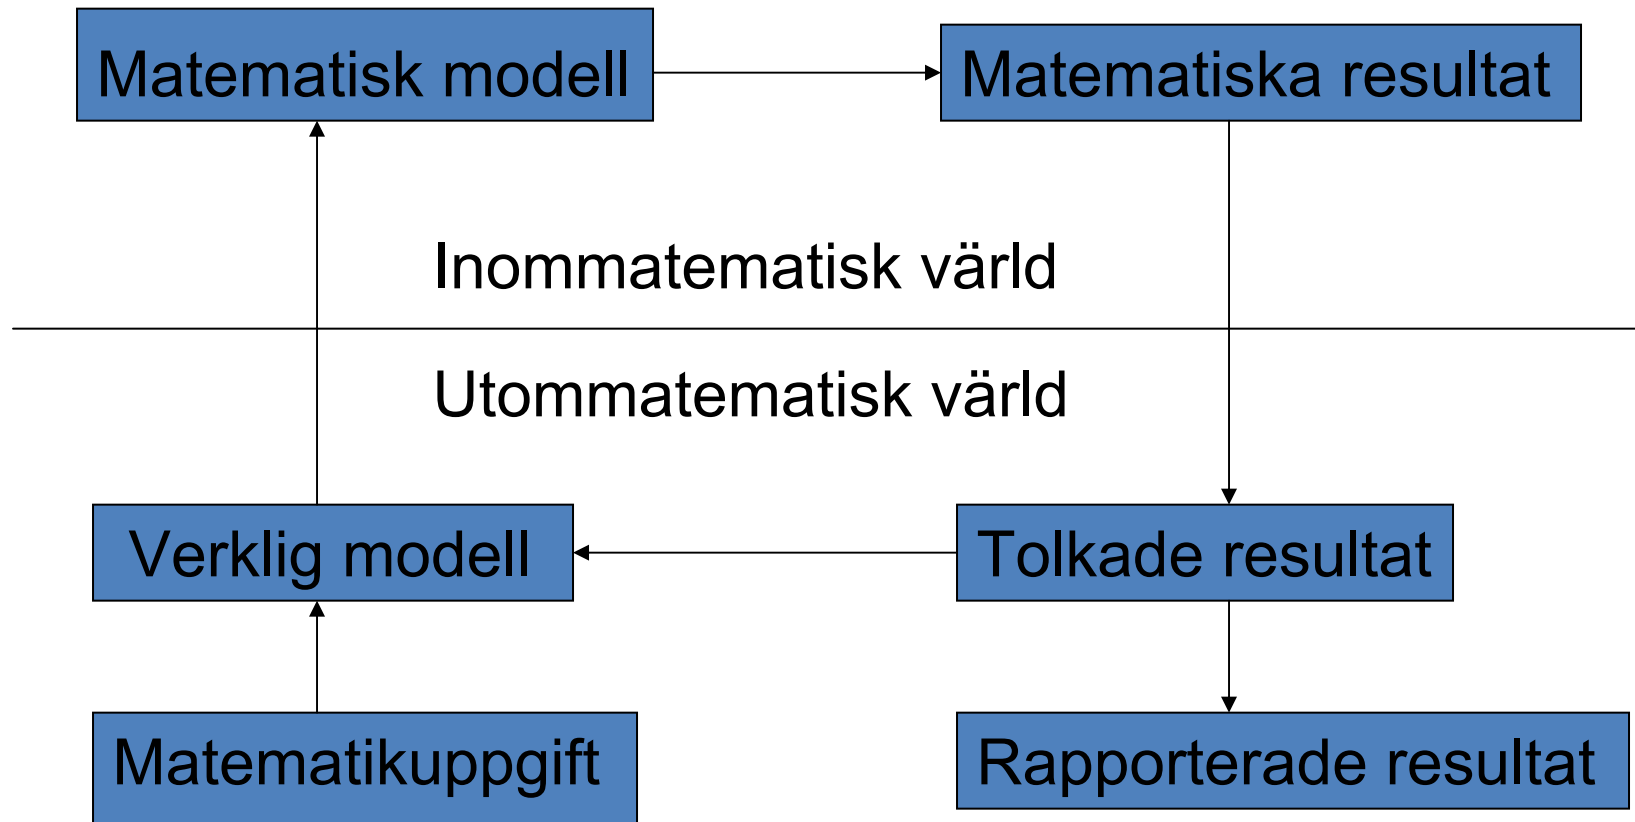 Matematisk modell
Matematiska resultat
Inommatematisk värld
Utommatematisk värld
Verklig modell
Tolkade resultat
Matematikuppgift
Rapporterade resultat